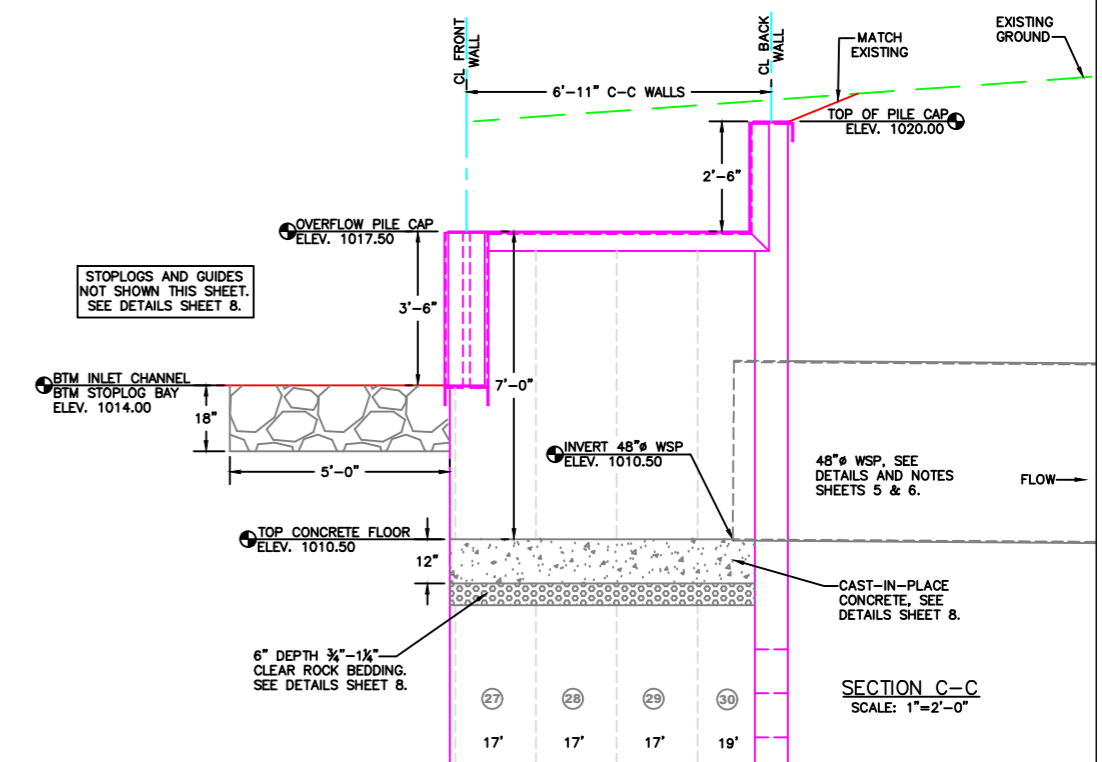 CL FRONT
WALL
CL BACK
WALL
EXISTING
GROUND
MATCH
EXISTING
6'-11" C-C WALLS
TOP OF PILE CAP
ELEV. 1020.00
2'-6"
OVERFLOW PILE CAP
ELEV. 1017.50
STOPLOGS AND GUIDES
NOT SHOWN THIS SHEET.
SEE DETAILS SHEET 8.
3'-6"
7'-0"
BTM INLET CHANNEL
BTM STOPLOG BAY
ELEV. 1014.00
18"
5'-0"
INVERT 48"ø WSP
ELEV. 1010.50
48"ø WSP, SEE
DETAILS AND NOTES
SHEETS 5 & 6.
FLOW
TOP CONCRETE FLOOR
ELEV. 1010.50
12"
CAST-IN-PLACE
CONCRETE, SEE
DETAILS SHEET 8.
6" DEPTH ¾"-1¼"
CLEAR ROCK BEDDING.
SEE DETAILS SHEET 8.
27 28 29 30
17' 17' 17' 19'
SECTION C-C
SCALE: 1"=2'-0"